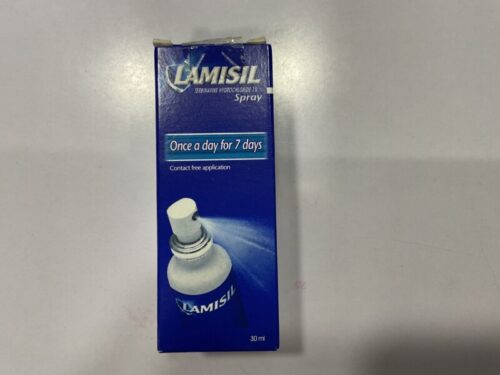 LAMISIL
TERBINAFINE HYDROCHLORIDE 1%
Spray
Once a day for 7 days
Contact free application
LAMISIL
30 ml